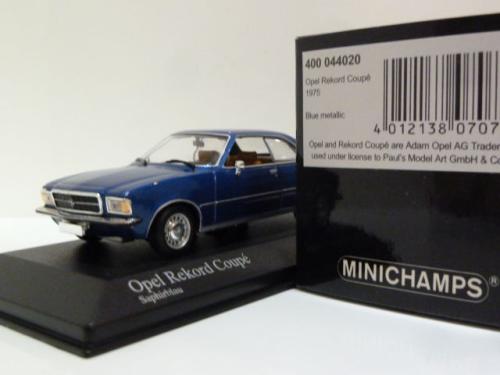 400 044020
Opel Rekord Coupé
1975
Blue metallic
4 012138 0707
Opel and Rekord Coupé are Adam Opel AG Trader
used under license to Paul's Model Art GmbH & Co
MINICHAMPS®
Opel Rekord Coupé
Saphirblau